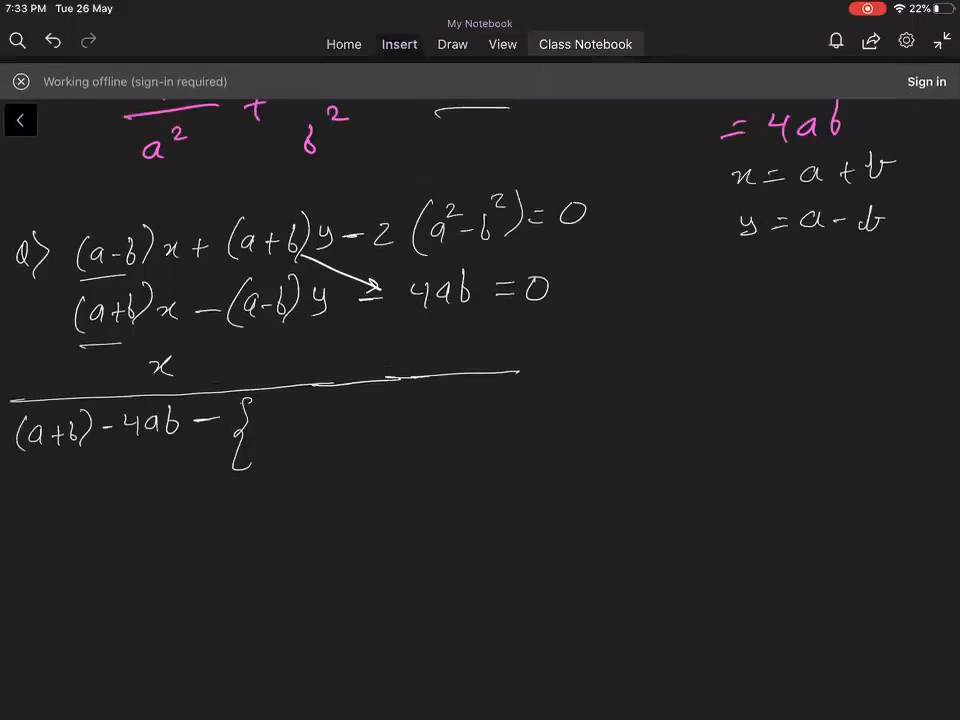 7:33 PM Tue 26 May
22%
My Notebook
Home Insert Draw View Class Notebook
Working offline (sign-in required)
Sign in
a² + b²
= 4ab
x = a + b
y = a - b
Q) (a-b)x + (a+b)y - 2(a²-b²) = 0
(a+b)x - (a-b)y - 4ab = 0
x
(a+b) - 4ab - {